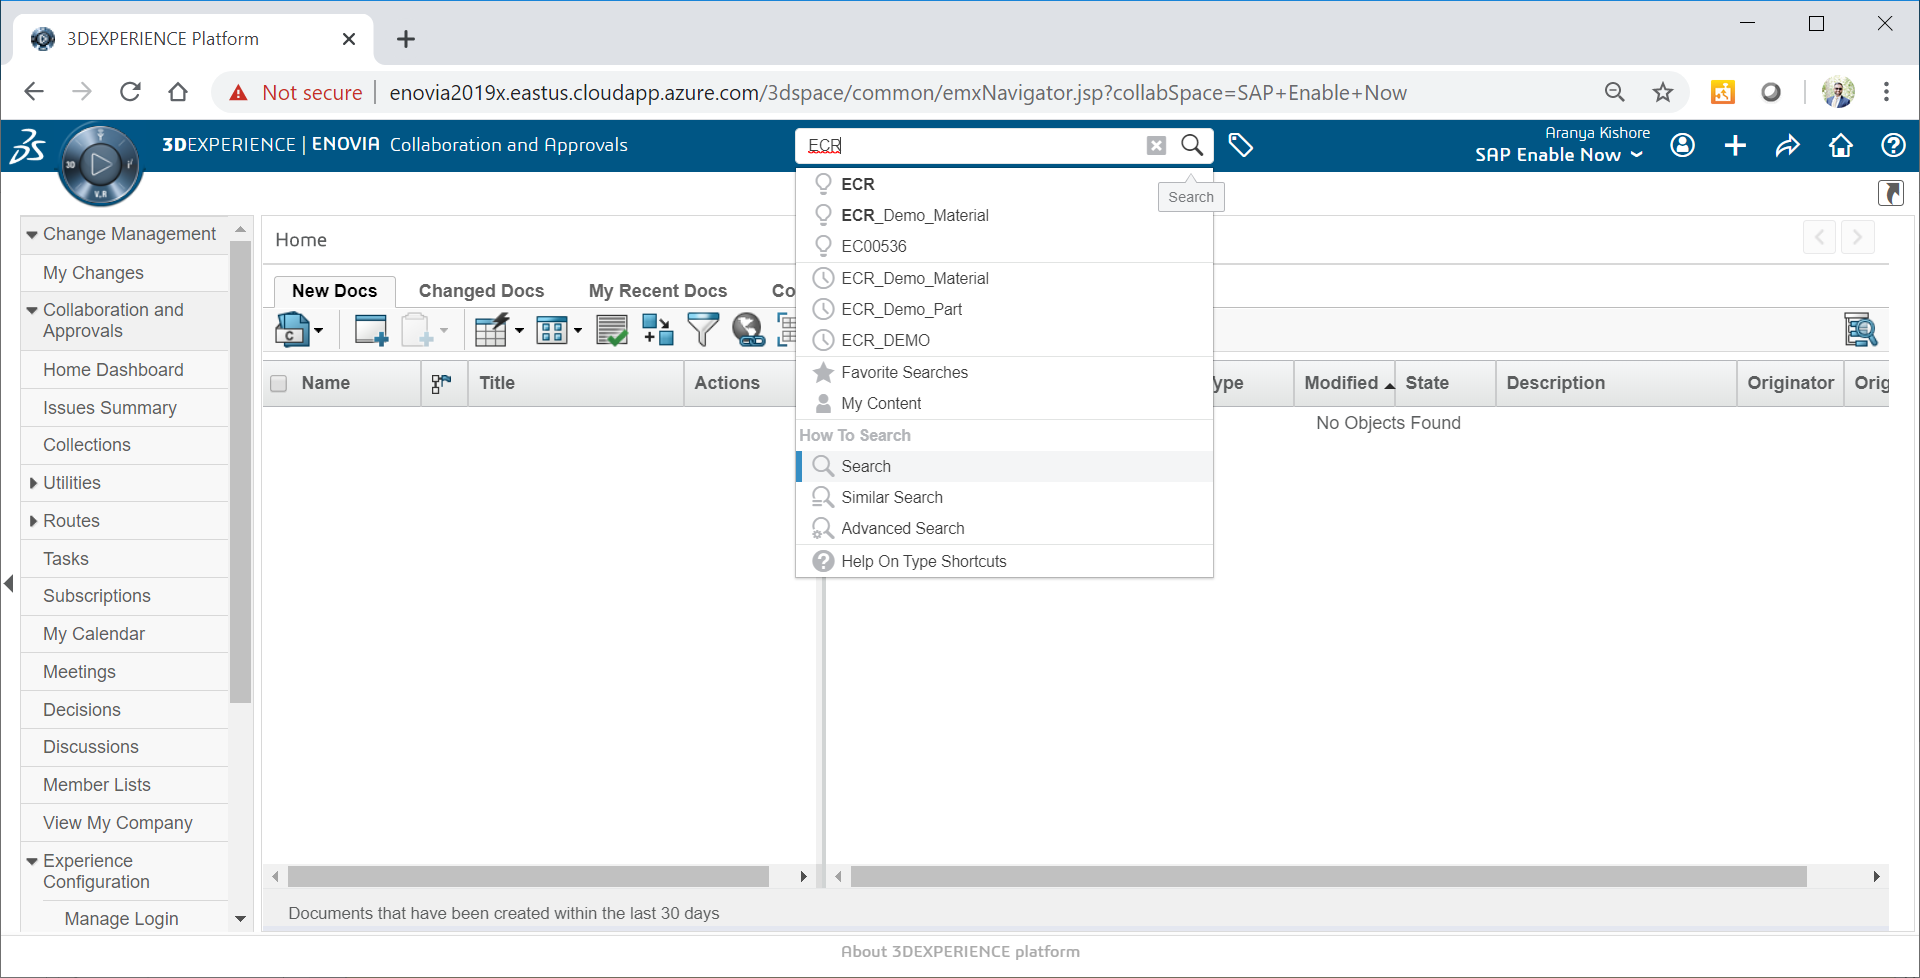 3DEXPERIENCE Platform
Not secure enovia2019x.eastus.cloudapp.azure.com/3dspace/common/emxNavigator.jsp?collabSpace=SAP+Enable+Now
3D
V.R
3DEXPERIENCE | ENOVIA Collaboration and Approvals
ECR
Aranya Kishore
SAP Enable Now
ECR
ECR_Demo_Material
EC00536
ECR_Demo_Material
ECR_Demo_Part
ECR_DEMO
Favorite Searches
My Content
How To Search
Search
Similar Search
Advanced Search
Help On Type Shortcuts
Search
Change Management
My Changes
Collaboration and
Approvals
Home Dashboard
Issues Summary
Collections
Utilities
Routes
Tasks
Subscriptions
My Calendar
Meetings
Decisions
Discussions
Member Lists
View My Company
Experience
Configuration
Manage Login
Home
New Docs Changed Docs My Recent Docs Co
C
Name Title Actions ype Modified State Description Originator Orig
No Objects Found
Documents that have been created within the last 30 days
About 3DEXPERIENCE platform